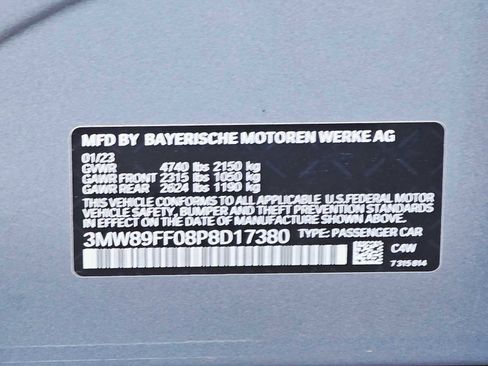 MFD BY BAYERISCHE MOTOREN WERKE AG
01/23
GVWR 4740 lbs 2150 kg
GAWR FRONT 2315 lbs 1050 kg
GAWR REAR 2624 lbs 1190 kg
THIS VEHICLE CONFORMS TO ALL APPLICABLE U.S.FEDERAL MOTOR
VEHICLE SAFETY, BUMPER AND THEFT PREVENTION STANDARDS
IN EFFECT ON THE DATE OF MANUFACTURE SHOWN ABOVE.
3MW89FF08P8D17380 TYPE: PASSENGER CAR
C4W
7315614